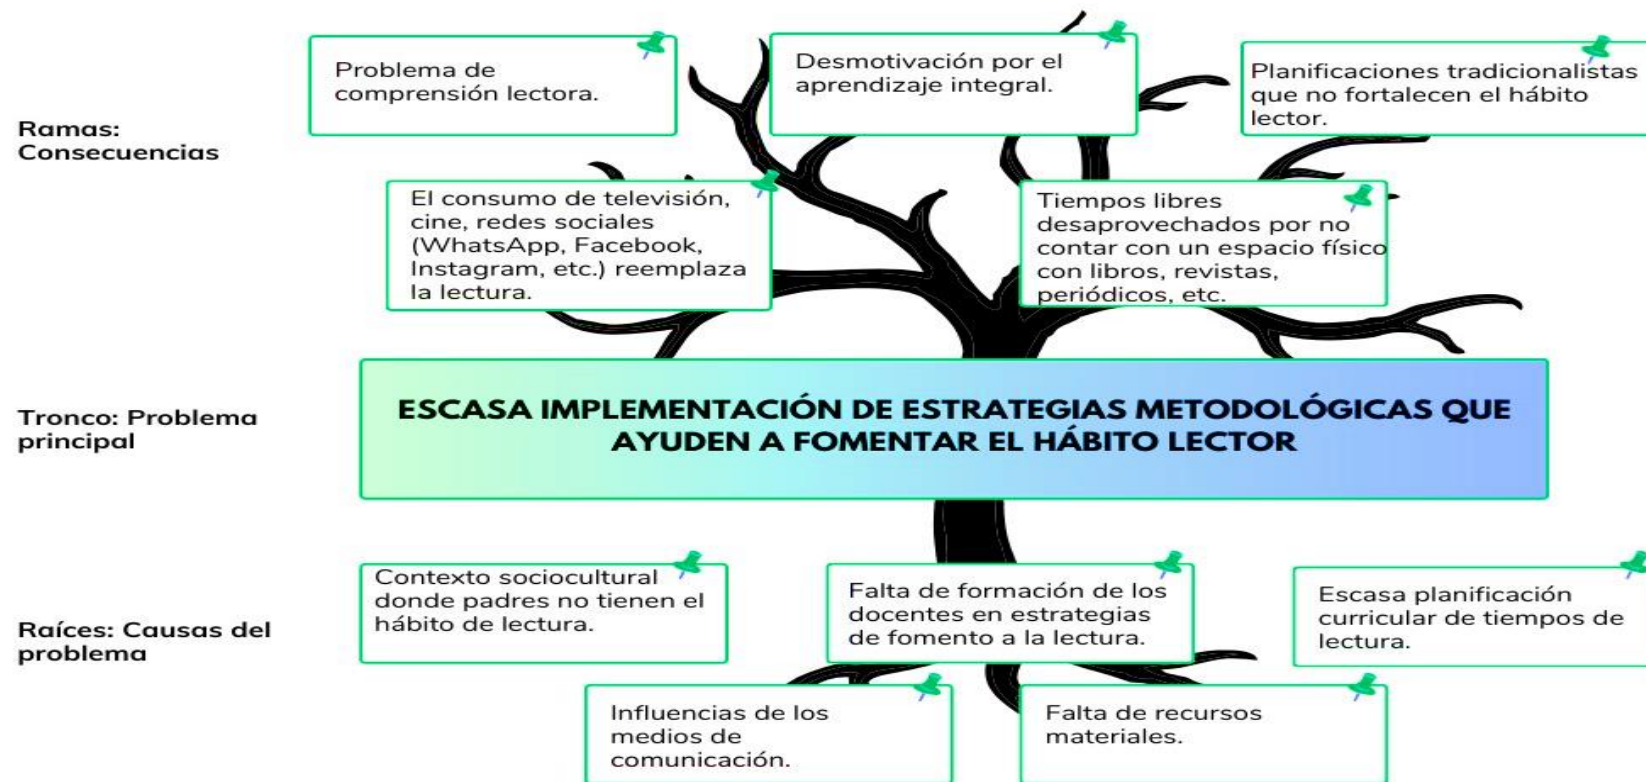 Problema de
comprensión lectora.
Desmotivación por el
aprendizaje integral.
Planificaciones tradicionalistas
que no fortalecen el hábito
lector.
Ramas:
Consecuencias
El consumo de televisión,
cine, redes sociales
(WhatsApp, Facebook,
Instagram, etc.) reemplaza
la lectura.
Tiempos libres
desaprovechados por no
contar con un espacio físico
con libros, revistas,
periódicos, etc.
Tronco: Problema
principal
ESCASA IMPLEMENTACIÓN DE ESTRATEGIAS METODOLÓGICAS QUE
AYUDEN A FOMENTAR EL HÁBITO LECTOR
Raíces: Causas del
problema
Contexto sociocultural
donde padres no tienen el
hábito de lectura.
Falta de formación de los
docentes en estrategias
de fomento a la lectura.
Escasa planificación
curricular de tiempos de
lectura.
Influencias de los
medios de
comunicación.
Falta de recursos
materiales.